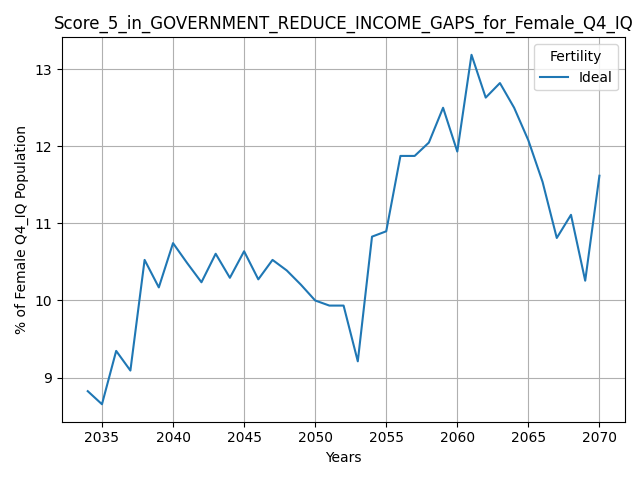 Score_5_in_GOVERNMENT_REDUCE_INCOME_GAPS_for_Female_Q4_IQ
Fertility
Ideal
13
12
11
10
9
% of Female Q4_IQ Population
2035 2040 2045 2050 2055 2060 2065 2070
Years